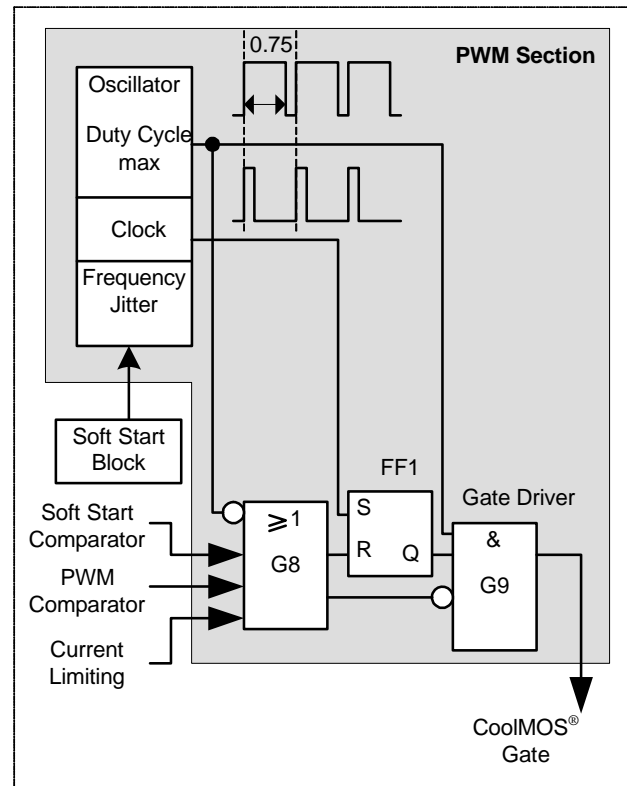 0.75
PWM Section
Oscillator
Duty Cycle
max
Clock
Frequency
Jitter
Soft Start
Block
FF1
Gate Driver
Soft Start
Comparator
PWM
Comparator
Current
Limiting
⩾1
G8
S
R
Q
&
G9
CoolMOS®
Gate